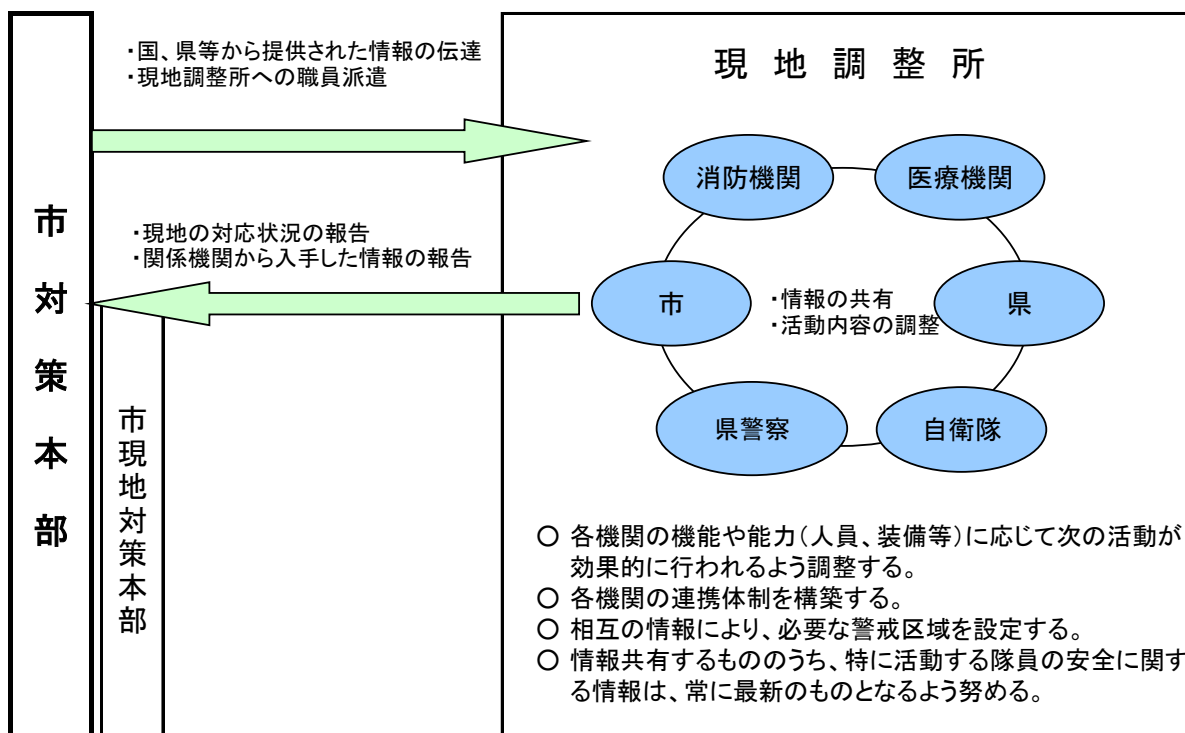 ・国、県等から提供された情報の伝達
・現地調整所への職員派遣
現地調整所
消防機関
医療機関
市対策本部
・現地の対応状況の報告
・関係機関から入手した情報の報告
市
・情報の共有
・活動内容の調整
県
市現地対策本部
県警察
自衛隊
○ 各機関の機能や能力(人員、装備等)に応じて次の活動が
効果的に行われるよう調整する。
○ 各機関の連携体制を構築する。
○ 相互の情報により、必要な警戒区域を設定する。
○ 情報共有するもののうち、特に活動する隊員の安全に関す
る情報は、常に最新のものとなるよう努める。